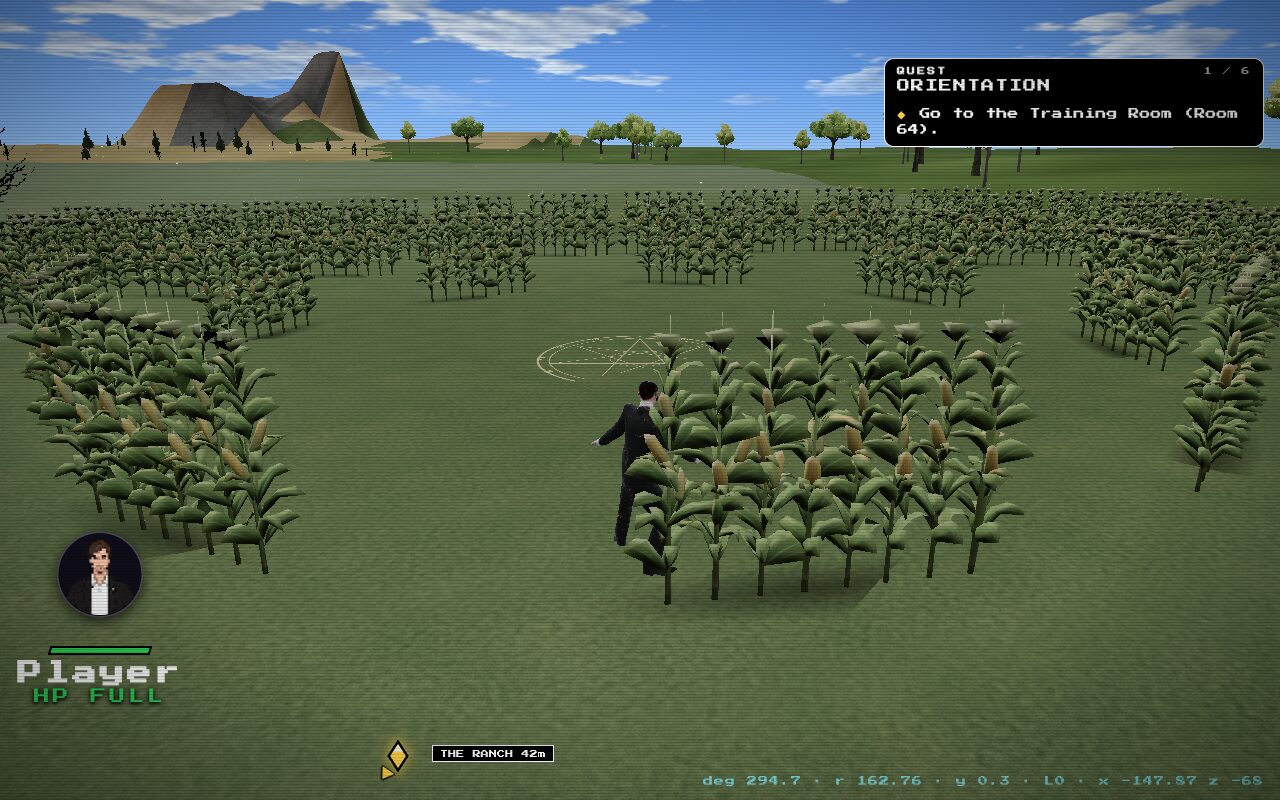 QUEST 1 / 6
ORIENTATION
◆ Go to the Training Room (Room
64).
Player
HP FULL
THE RANCH 42m
deg 294.7 · r 162.76 · y 0.3 · L0 · x -147.87 z -68